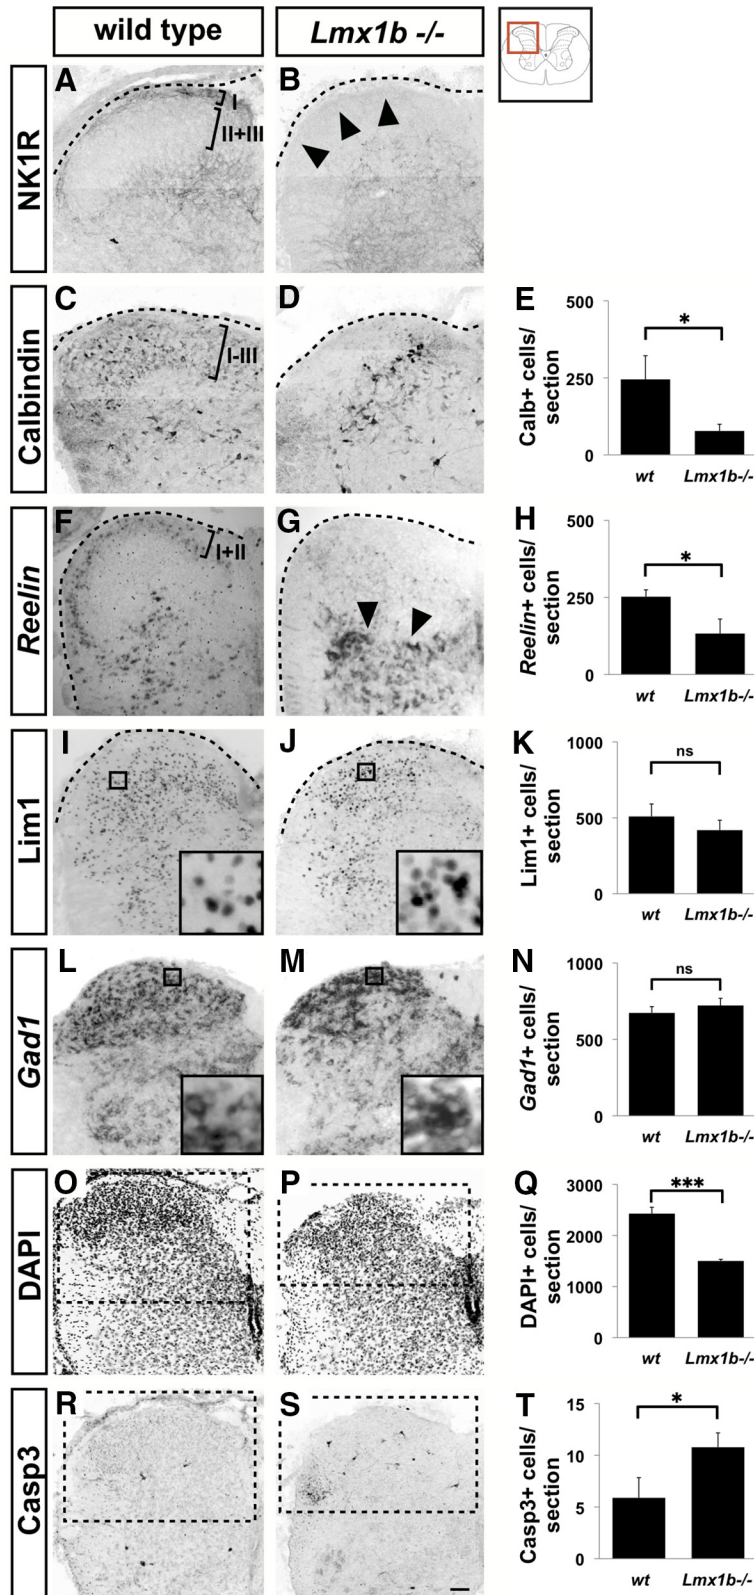 wild type
Lmx1b -/-
NK1R
A
I
II+III
B
Calbindin
C
I-III
D
E
Calb+ cells/
section
500
250
0
*
wt
Lmx1b-/-
Reelin
F
I+II
G
H
Reelin+ cells/
section
500
250
0
*
wt
Lmx1b-/-
Lim1
I
J
K
Lim1+ cells/
section
1000
500
0
ns
wt
Lmx1b-/-
Gad1
L
M
N
Gad1+ cells/
section
1000
500
0
ns
wt
Lmx1b-/-
DAPI
O
P
Q
DAPI+ cells/
section
3000
2000
1000
0
***
wt
Lmx1b-/-
Casp3
R
S
T
Casp3+ cells/
section
15
10
5
0
*
wt
Lmx1b-/-